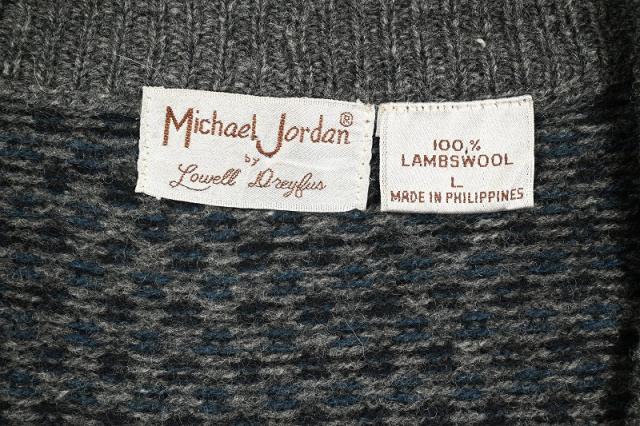 Michael Jordan®
by
Lowell Dreyfus
100,%
LAMBSWOOL
L
MADE IN PHILIPPINES